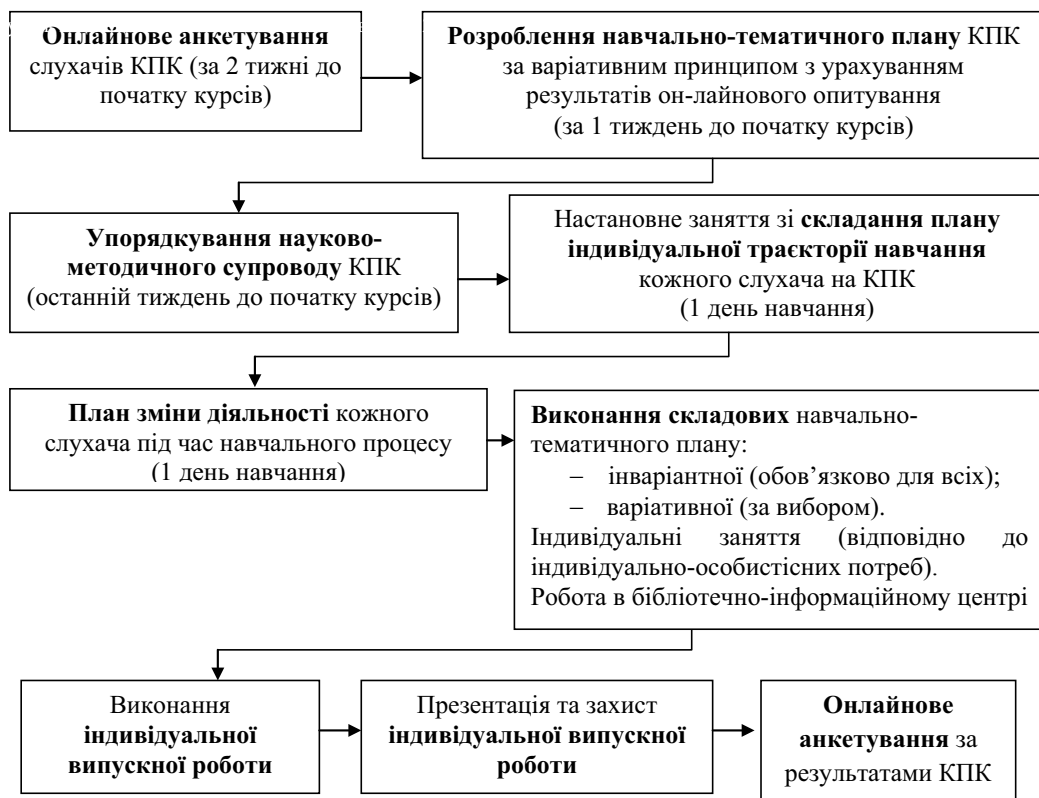 Онлайнове анкетування
слухачів КПК (за 2 тижні до
початку курсів)
Розроблення навчально-тематичного плану КПК
за варіативним принципом з урахуванням
результатів он-лайнового опитування
(за 1 тиждень до початку курсів)
Упорядкування науково-
методичного супроводу КПК
(останній тиждень до початку курсів)
Настановне заняття зі складання плану
індивідуальної траєкторії навчання
кожного слухача на КПК
(1 день навчання)
План зміни діяльності кожного
слухача під час навчального процесу
(1 день навчання)
Виконання складових навчально-
тематичного плану:
– інваріантної (обов’язково для всіх);
– варіативної (за вибором).
Індивідуальні заняття (відповідно до
індивідуально-особистісних потреб).
Робота в бібліотечно-інформаційному центрі
Виконання
індивідуальної
випускної роботи
Презентація та захист
індивідуальної випускної
роботи
Онлайнове
анкетування за
результатами КПК